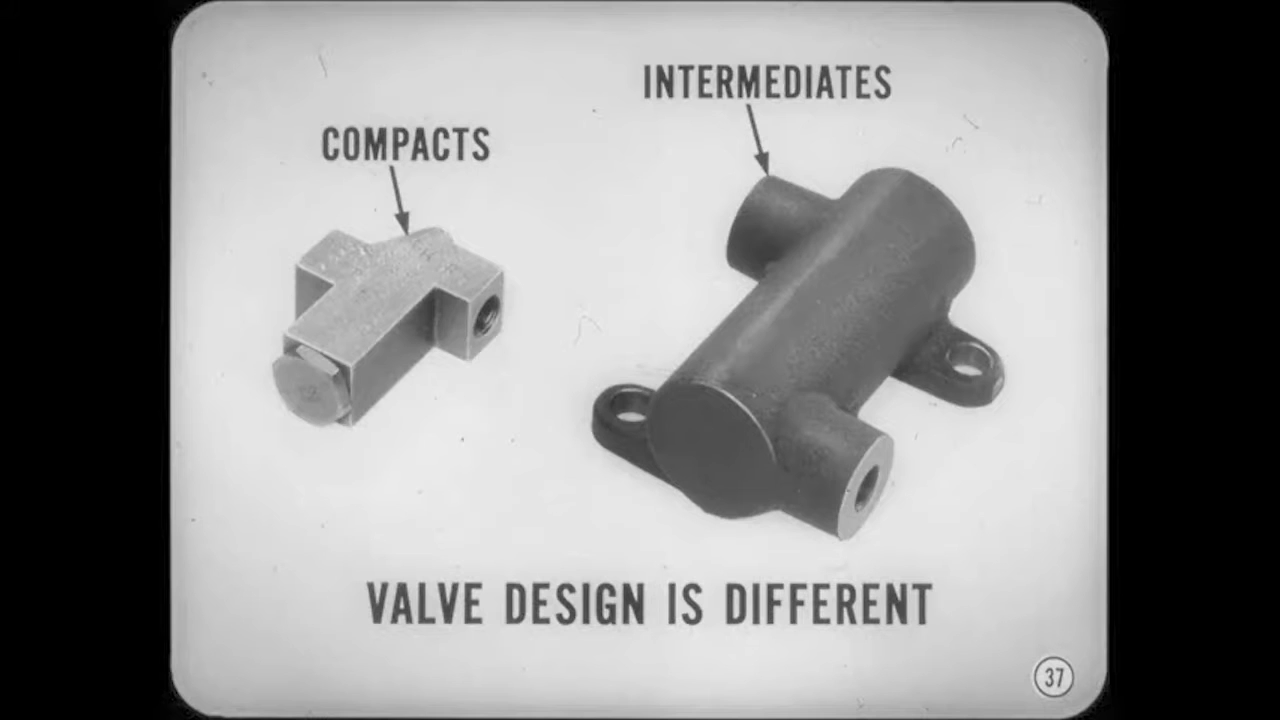 INTERMEDIATES
COMPACTS
VALVE DESIGN IS DIFFERENT
37